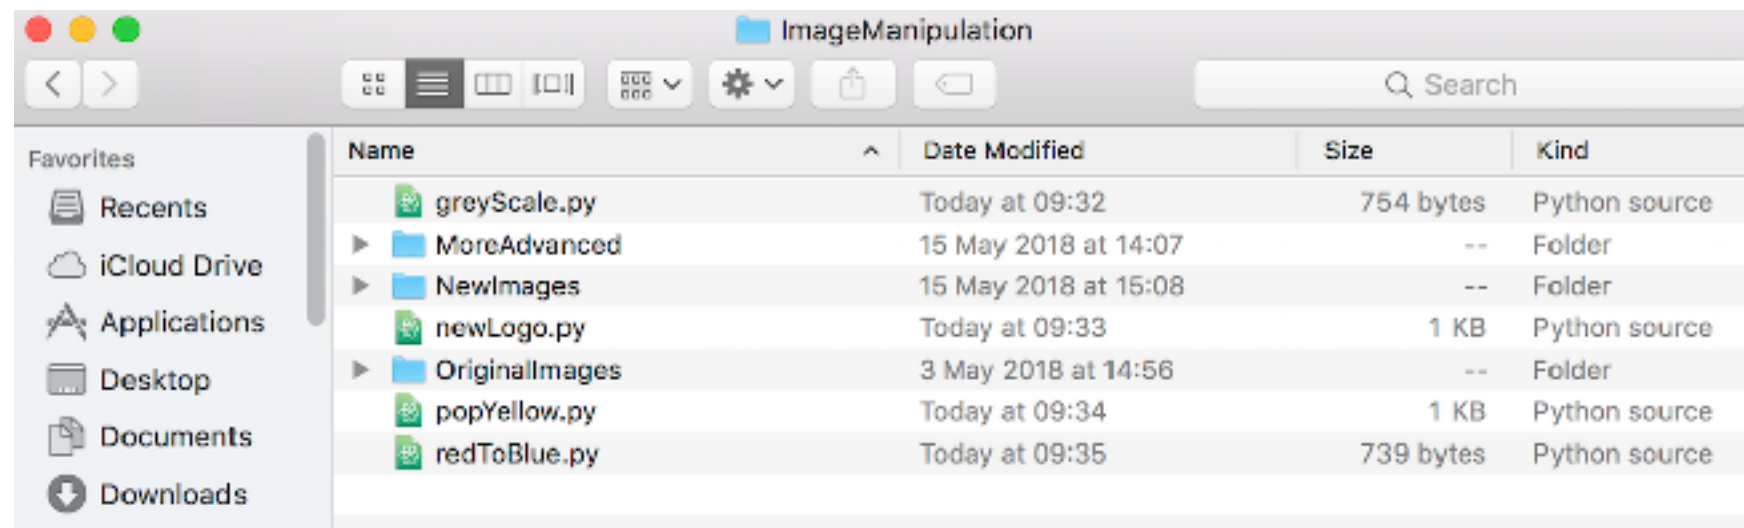 ImageManipulation
Search
Favorites
Recents
iCloud Drive
Applications
Desktop
Documents
Downloads
Name Date Modified Size Kind
greyScale.py Today at 09:32 754 bytes Python source
MoreAdvanced 15 May 2018 at 14:07 -- Folder
NewImages 15 May 2018 at 15:08 -- Folder
newLogo.py Today at 09:33 1 KB Python source
OriginalImages 3 May 2018 at 14:56 -- Folder
popYellow.py Today at 09:34 1 KB Python source
redToBlue.py Today at 09:35 739 bytes Python source